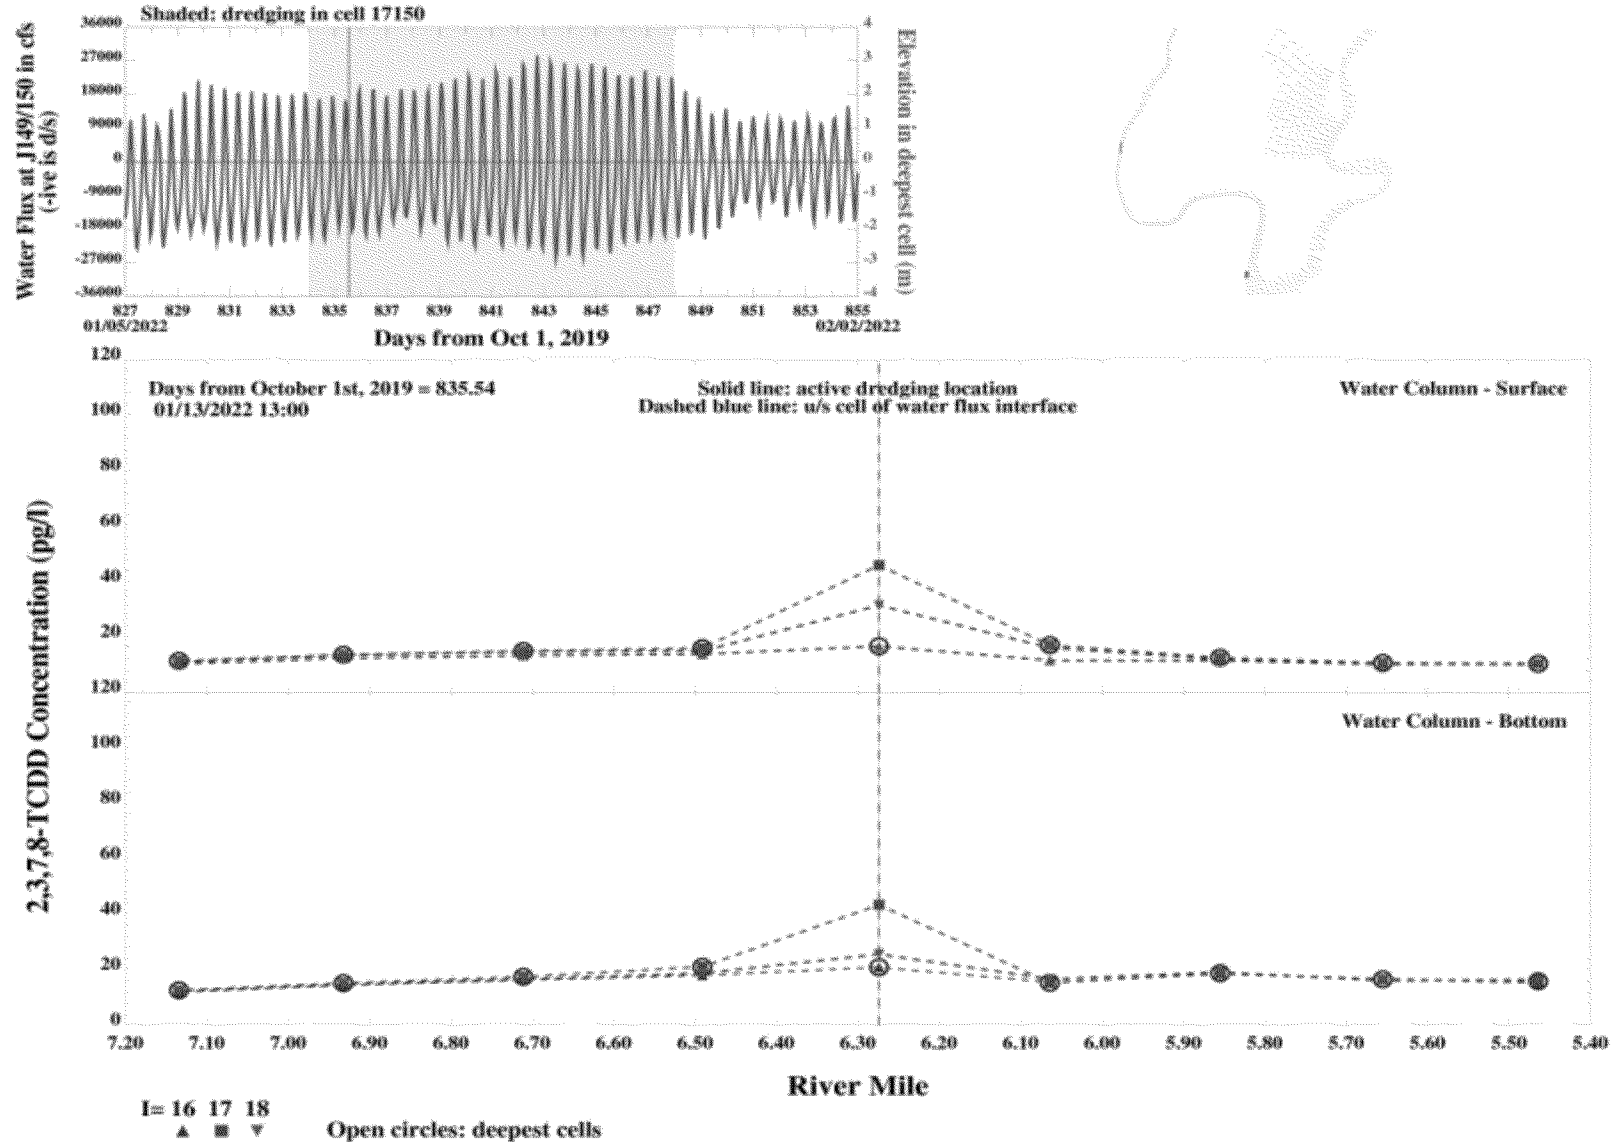 Shaded: dredging in cell 17150
Water Flux at J149/150 in cfs
(-ive is d/s)
36000
27000
18000
9000
0
-9000
-18000
-27000
-36000
4
3
2
1
0
-1
-2
-3
-4
Elevation in deepest cell (m)
827 829 831 833 835 837 839 841 843 845 847 849 851 853 855
01/05/2022 02/02/2022
Days from Oct 1, 2019
2,3,7,8-TCDD Concentration (pg/l)
120
100
80
60
40
20
Days from October 1st, 2019 = 835.54
01/13/2022 13:00
Solid line: active dredging location
Dashed blue line: u/s cell of water flux interface
Water Column - Surface
120
100
80
60
40
20
0
Water Column - Bottom
7.20 7.10 7.00 6.90 6.80 6.70 6.60 6.50 6.40 6.30 6.20 6.10 6.00 5.90 5.80 5.70 5.60 5.50 5.40
River Mile
I= 16 17 18
Open circles: deepest cells